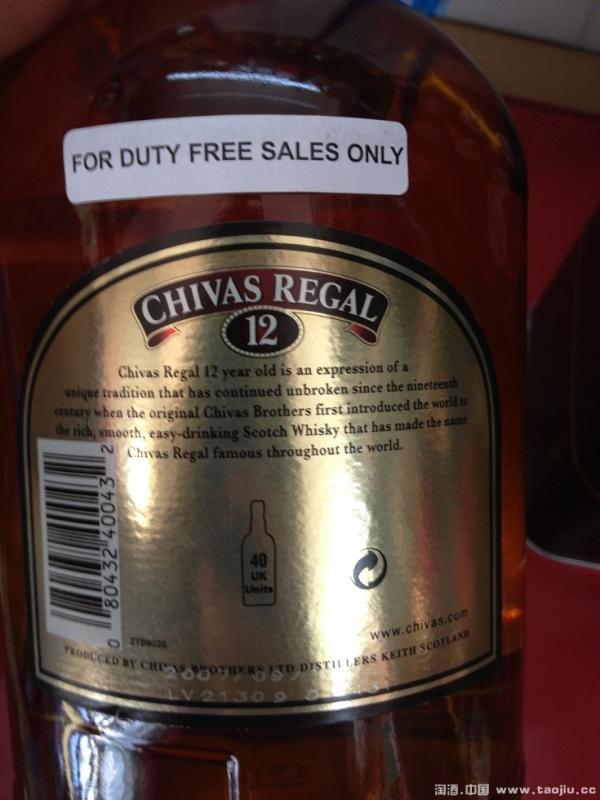 FOR DUTY FREE SALES ONLY
CHIVAS REGAL
12
Chivas Regal 12 year old is an expression of a
unique tradition that has continued unbroken since the nineteenth
century when the original Chivas Brothers first introduced the world to
the rich, smooth, easy-drinking Scotch Whisky that has made the name
Chivas Regal famous throughout the world.
0 80432 40043 2
40
UK
Units
2TB8020
www.chivas.com
PRODUCED BY CHIVAS BROTHERS LTD DISTILLERS KEITH SCOTLAND
淘酒.中国 www.taojiu.cc